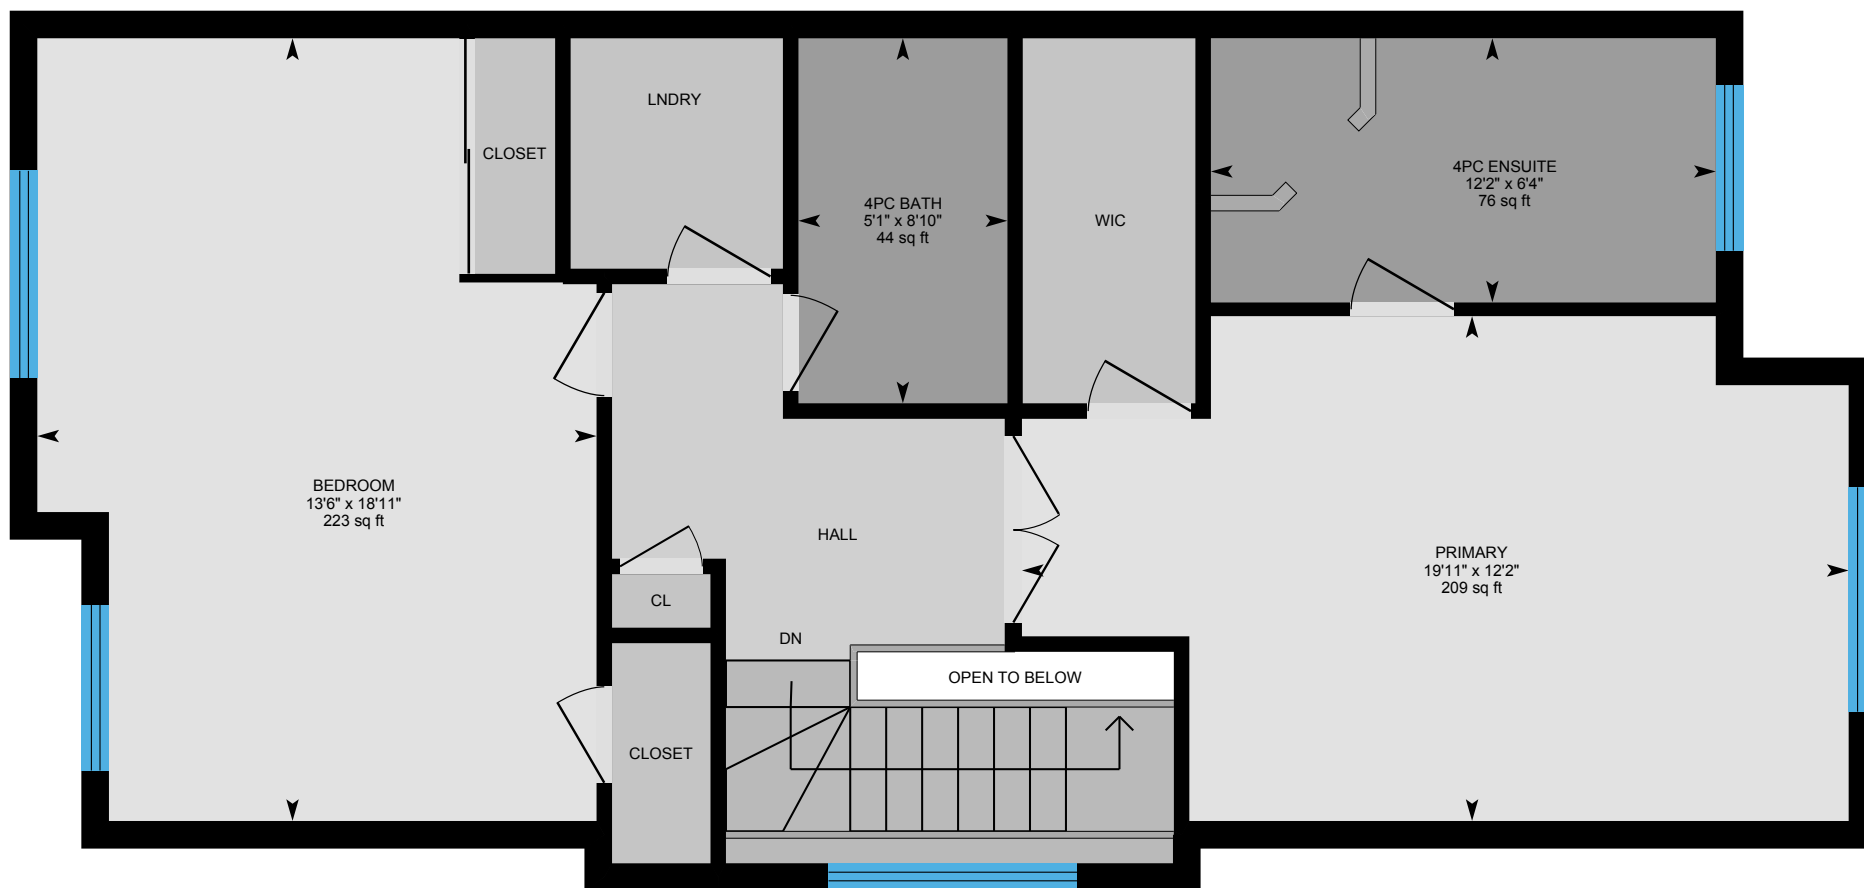 LNDRY
CLOSET
4PC ENSUITE
12'2" x 6'4"
76 sq ft
4PC BATH
5'1" x 8'10"
44 sq ft
WIC
BEDROOM
13'6" x 18'11"
223 sq ft
HALL
PRIMARY
19'11" x 12'2"
209 sq ft
CL
DN
OPEN TO BELOW
CLOSET